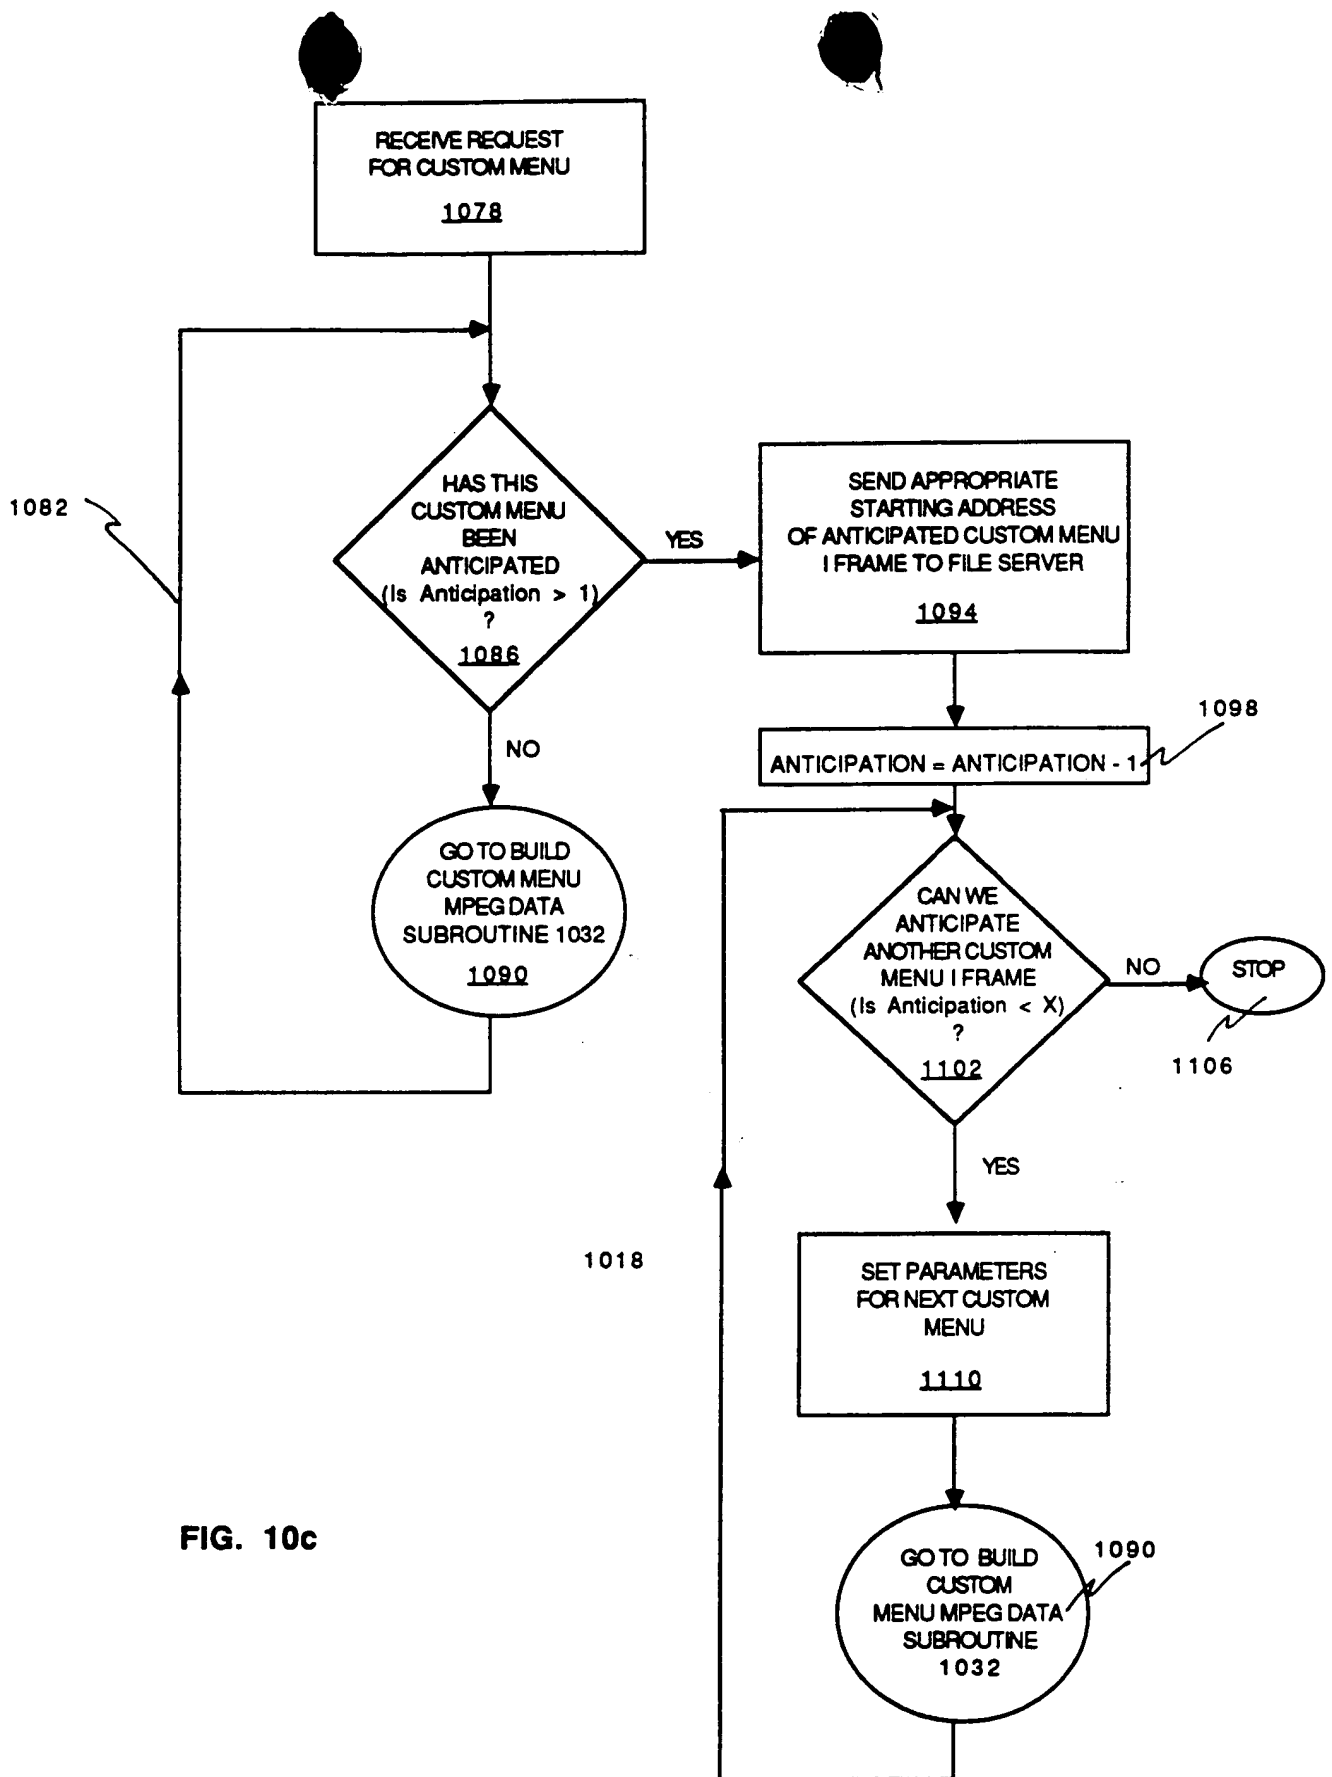 RECEIVE REQUEST
FOR CUSTOM MENU
1078
1082
HAS THIS
CUSTOM MENU
BEEN
ANTICIPATED
(Is Anticipation > 1)
?
1086
YES
SEND APPROPRIATE
STARTING ADDRESS
OF ANTICIPATED CUSTOM MENU
I FRAME TO FILE SERVER
1094
NO
1098
ANTICIPATION = ANTICIPATION - 1
GO TO BUILD
CUSTOM MENU
MPEG DATA
SUBROUTINE 1032
1090
CAN WE
ANTICIPATE
ANOTHER CUSTOM
MENU I FRAME
(Is Anticipation < X)
?
1102
NO
STOP
1106
YES
1018
SET PARAMETERS
FOR NEXT CUSTOM
MENU
1110
FIG. 10c
GO TO BUILD
CUSTOM
MENU MPEG DATA
SUBROUTINE
1032
1090